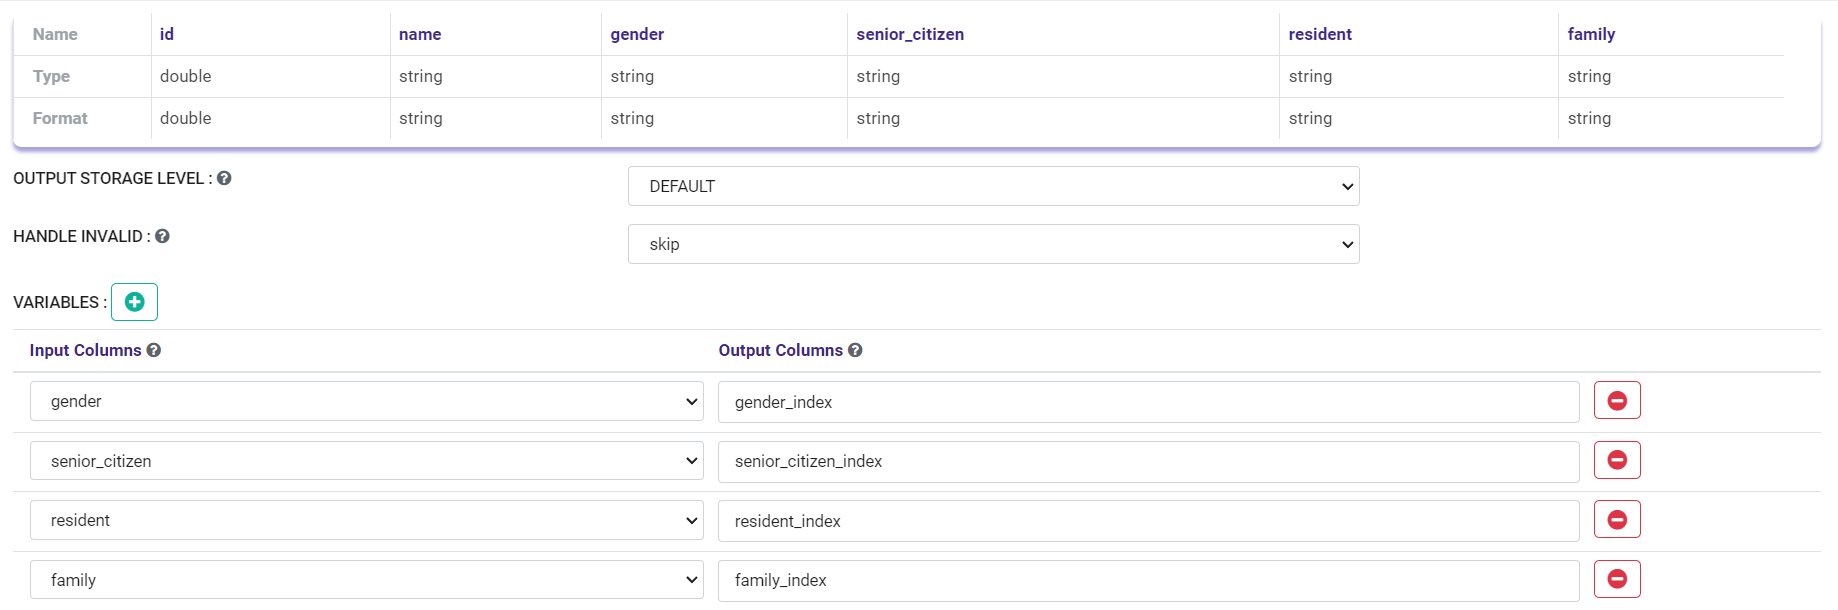 Name id name gender senior_citizen resident family
Type double string string string string string
Format double string string string string string
OUTPUT STORAGE LEVEL : DEFAULT
HANDLE INVALID : skip
VARIABLES :
Input Columns Output Columns
gender gender_index
senior_citizen senior_citizen_index
resident resident_index
family family_index